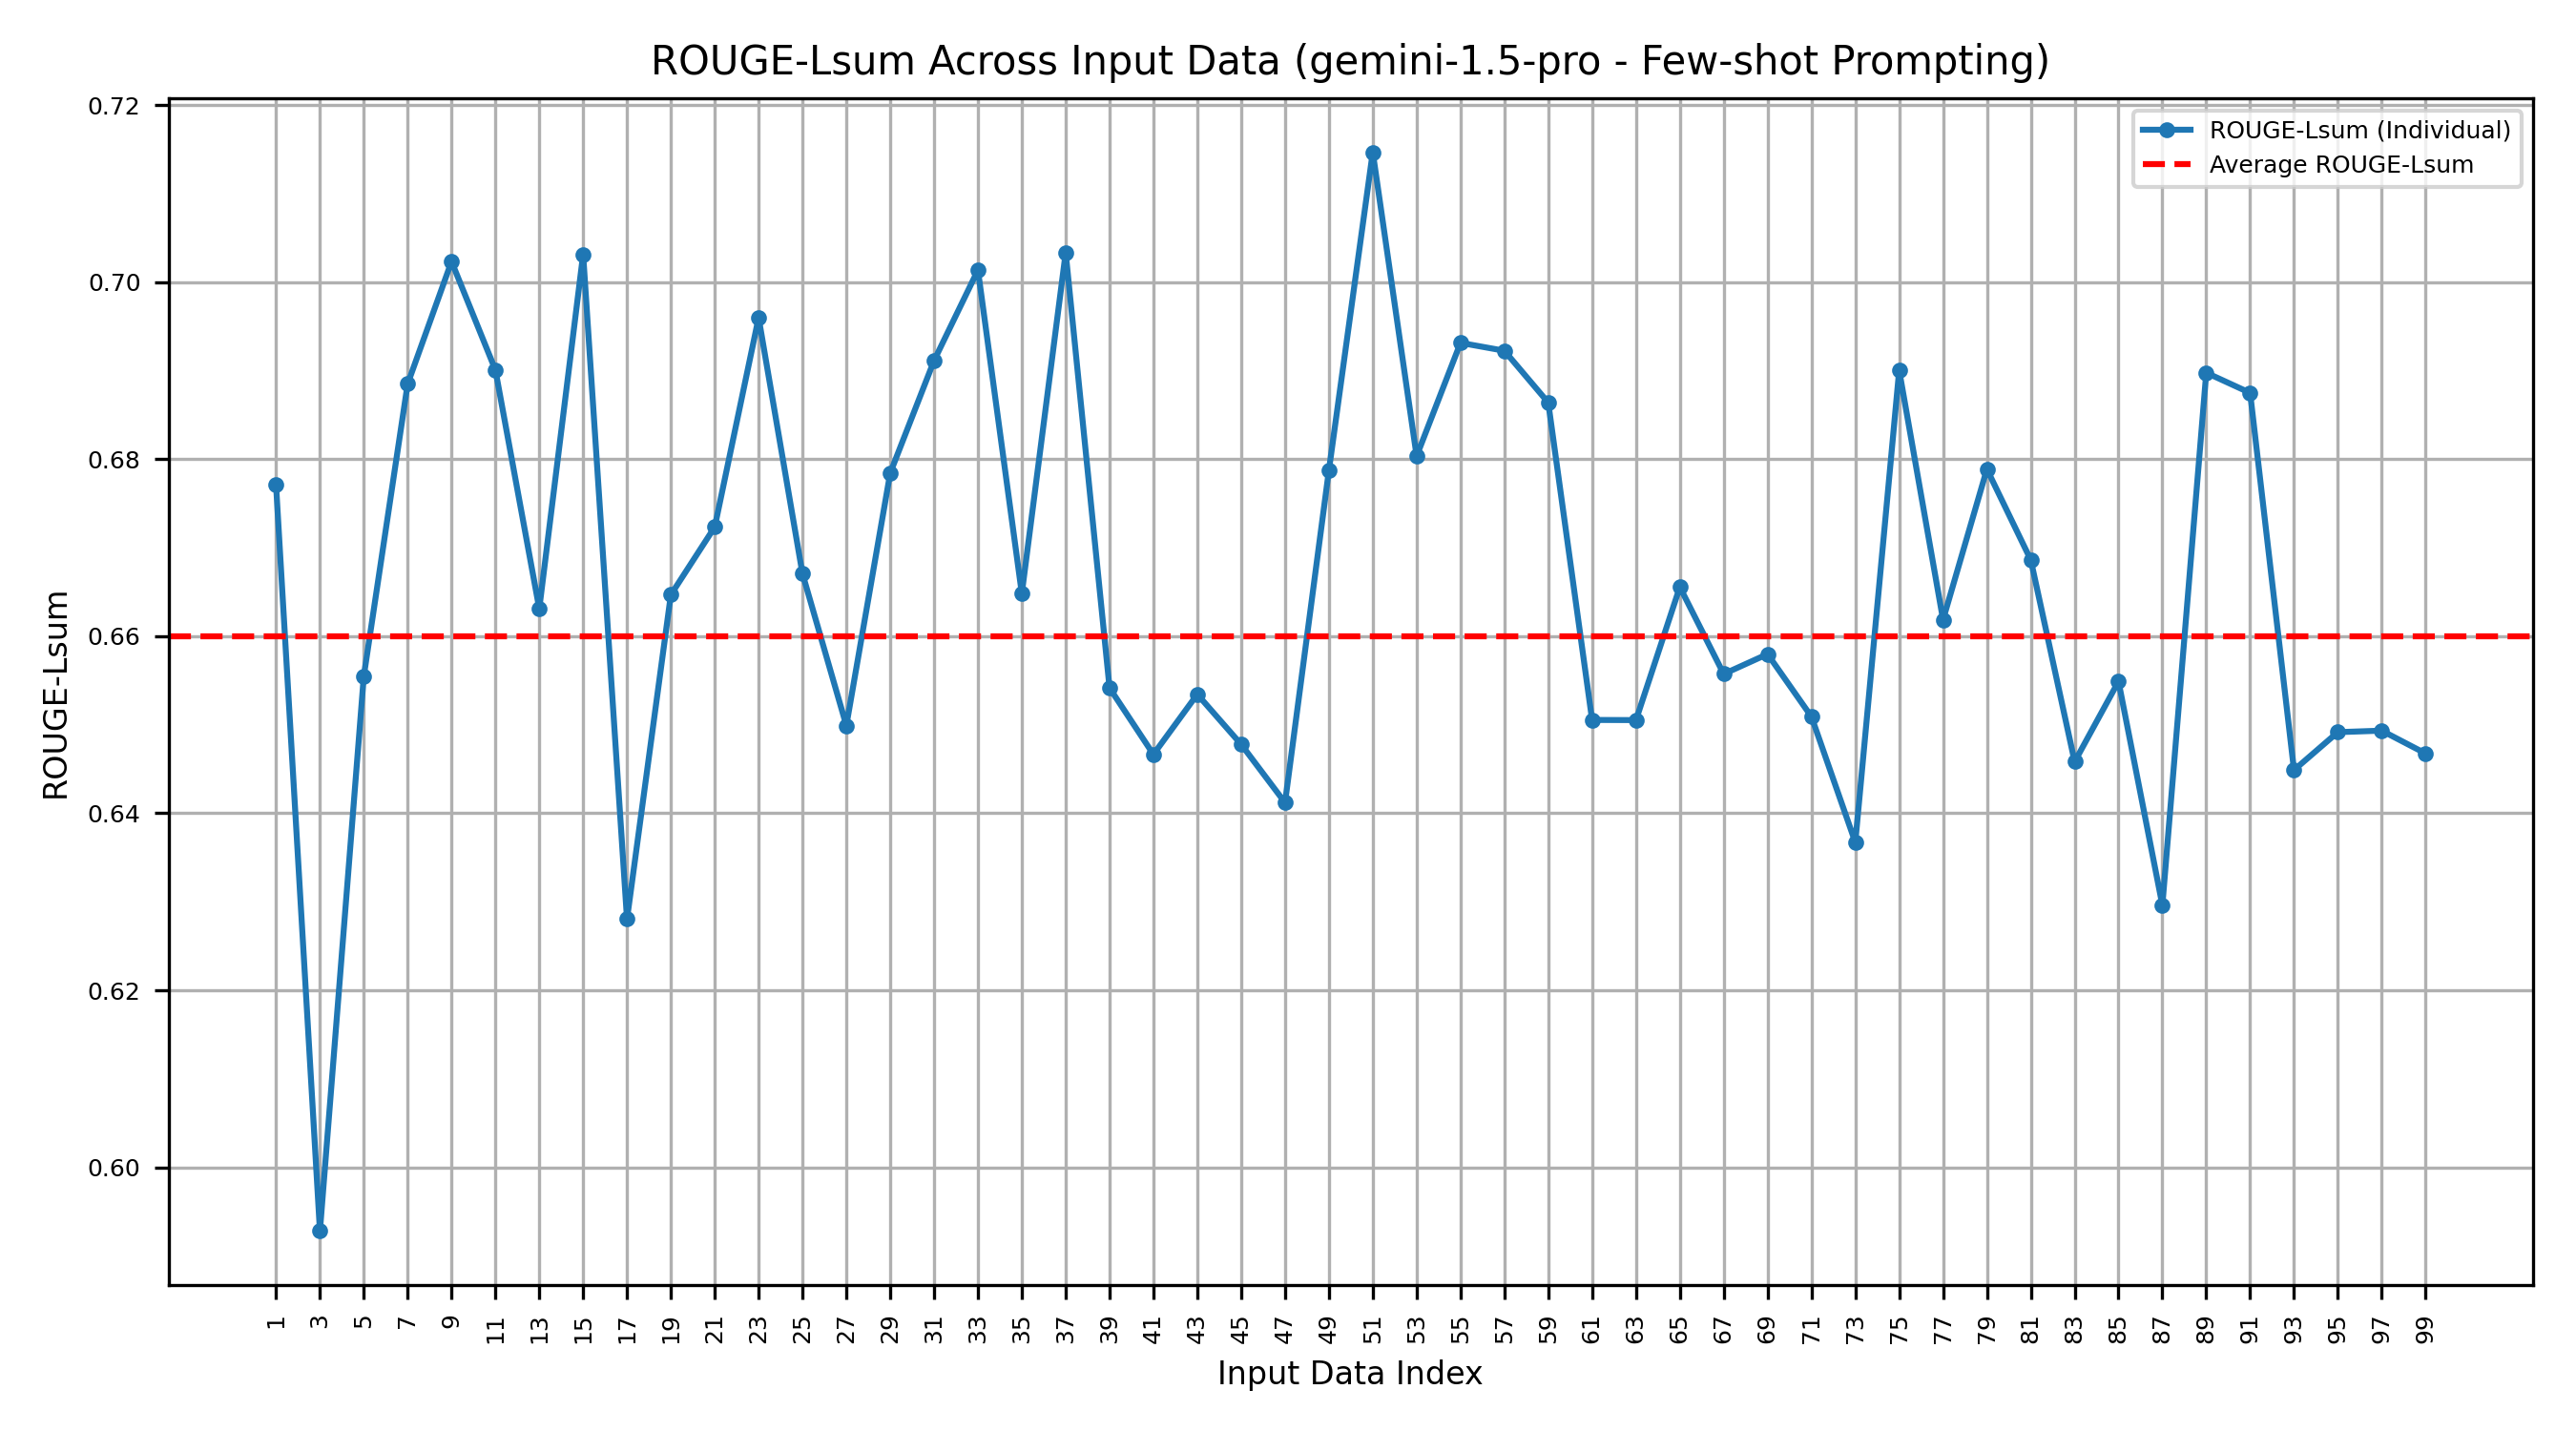 ROUGE-Lsum Across Input Data (gemini-1.5-pro - Few-shot Prompting)
ROUGE-Lsum (Individual)
Average ROUGE-Lsum
0.72
0.70
0.68
0.66
0.64
0.62
0.60
ROUGE-Lsum
1 3 5 7 9 11 13 15 17 19 21 23 25 27 29 31 33 35 37 39 41 43 45 47 49 51 53 55 57 59 61 63 65 67 69 71 73 75 77 79 81 83 85 87 89 91 93 95 97 99
Input Data Index